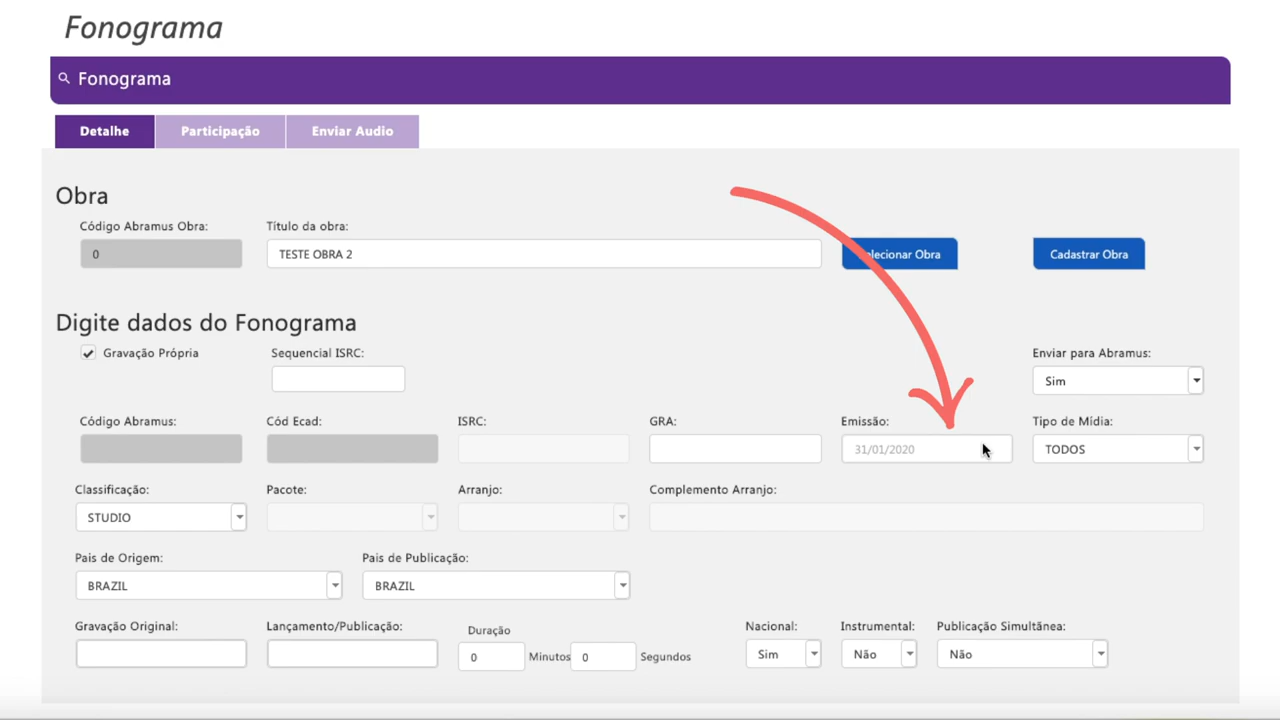 Fonograma
Fonograma
Detalhe Participação Enviar Audio
Obra
Código Abramus Obra: Título da obra:
0 TESTE OBRA 2 Cadastrar Obra
Obra
Digite dados do Fonograma
Gravação Própria Sequencial ISRC: Enviar para Abramus:
Sim
Código Abramus: Cód Ecad: ISRC: GRA: Emissão: Tipo de Mídia:
31/01/2020 TODOS
Classificação: Pacote: Arranjo: Complemento Arranjo:
STUDIO
Pais de Origem: Pais de Publicação:
BRAZIL BRAZIL
Gravação Original: Lançamento/Publicação: Duração Nacional: Instrumental: Publicação Simultânea:
0 Minutos 0 Segundos Sim Não Não